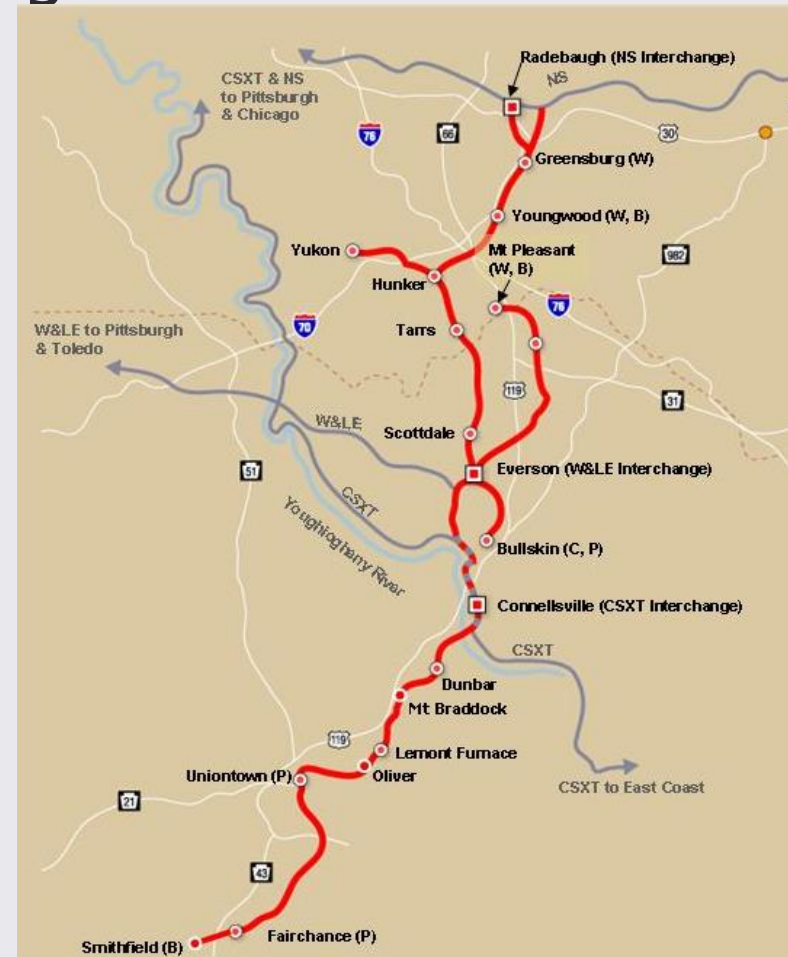 Radebaugh (NS Interchange)
NS
CSXT & NS
to Pittsburgh
& Chicago
76
66
30
Greensburg (W)
Youngwood (W, B)
Yukon
Mt Pleasant
(W, B)
982
Hunker
76
70
W&LE to Pittsburgh
& Toledo
Tarrs
119
31
W&LE
Scottdale
Everson (W&LE Interchange)
51
CSXT
Youghiogheny River
Bullskin (C, P)
Connellsville (CSXT Interchange)
CSXT
Dunbar
Mt Braddock
119
Lemont Furnace
Uniontown (P)
Oliver
CSXT to East Coast
21
43
Fairchance (P)
Smithfield (B)